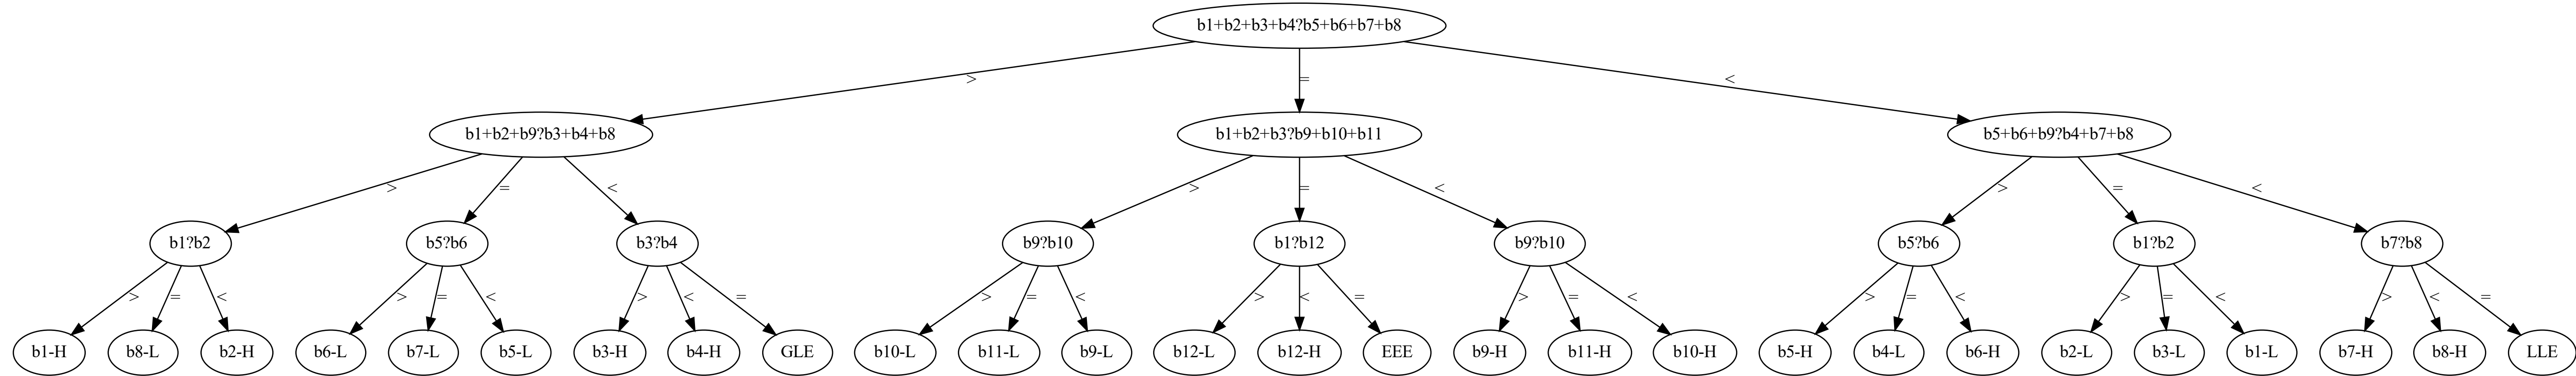 b1+b2+b3+b4?b5+b6+b7+b8
> = <
b1+b2+b9?b3+b4+b8 b1+b2+b3?b9+b10+b11 b5+b6+b9?b4+b7+b8
> = < > = < > = <
b1?b2 b5?b6 b3?b4 b9?b10 b1?b12 b9?b10 b5?b6 b1?b2 b7?b8
> = < > = < > < = > = < > < = > = < > = < > = < > < =
b1-H b8-L b2-H b6-L b7-L b5-L b3-H b4-H GLE b10-L b11-L b9-L b12-L b12-H EEE b9-H b11-H b10-H b5-H b4-L b6-H b2-L b3-L b1-L b7-H b8-H LLE